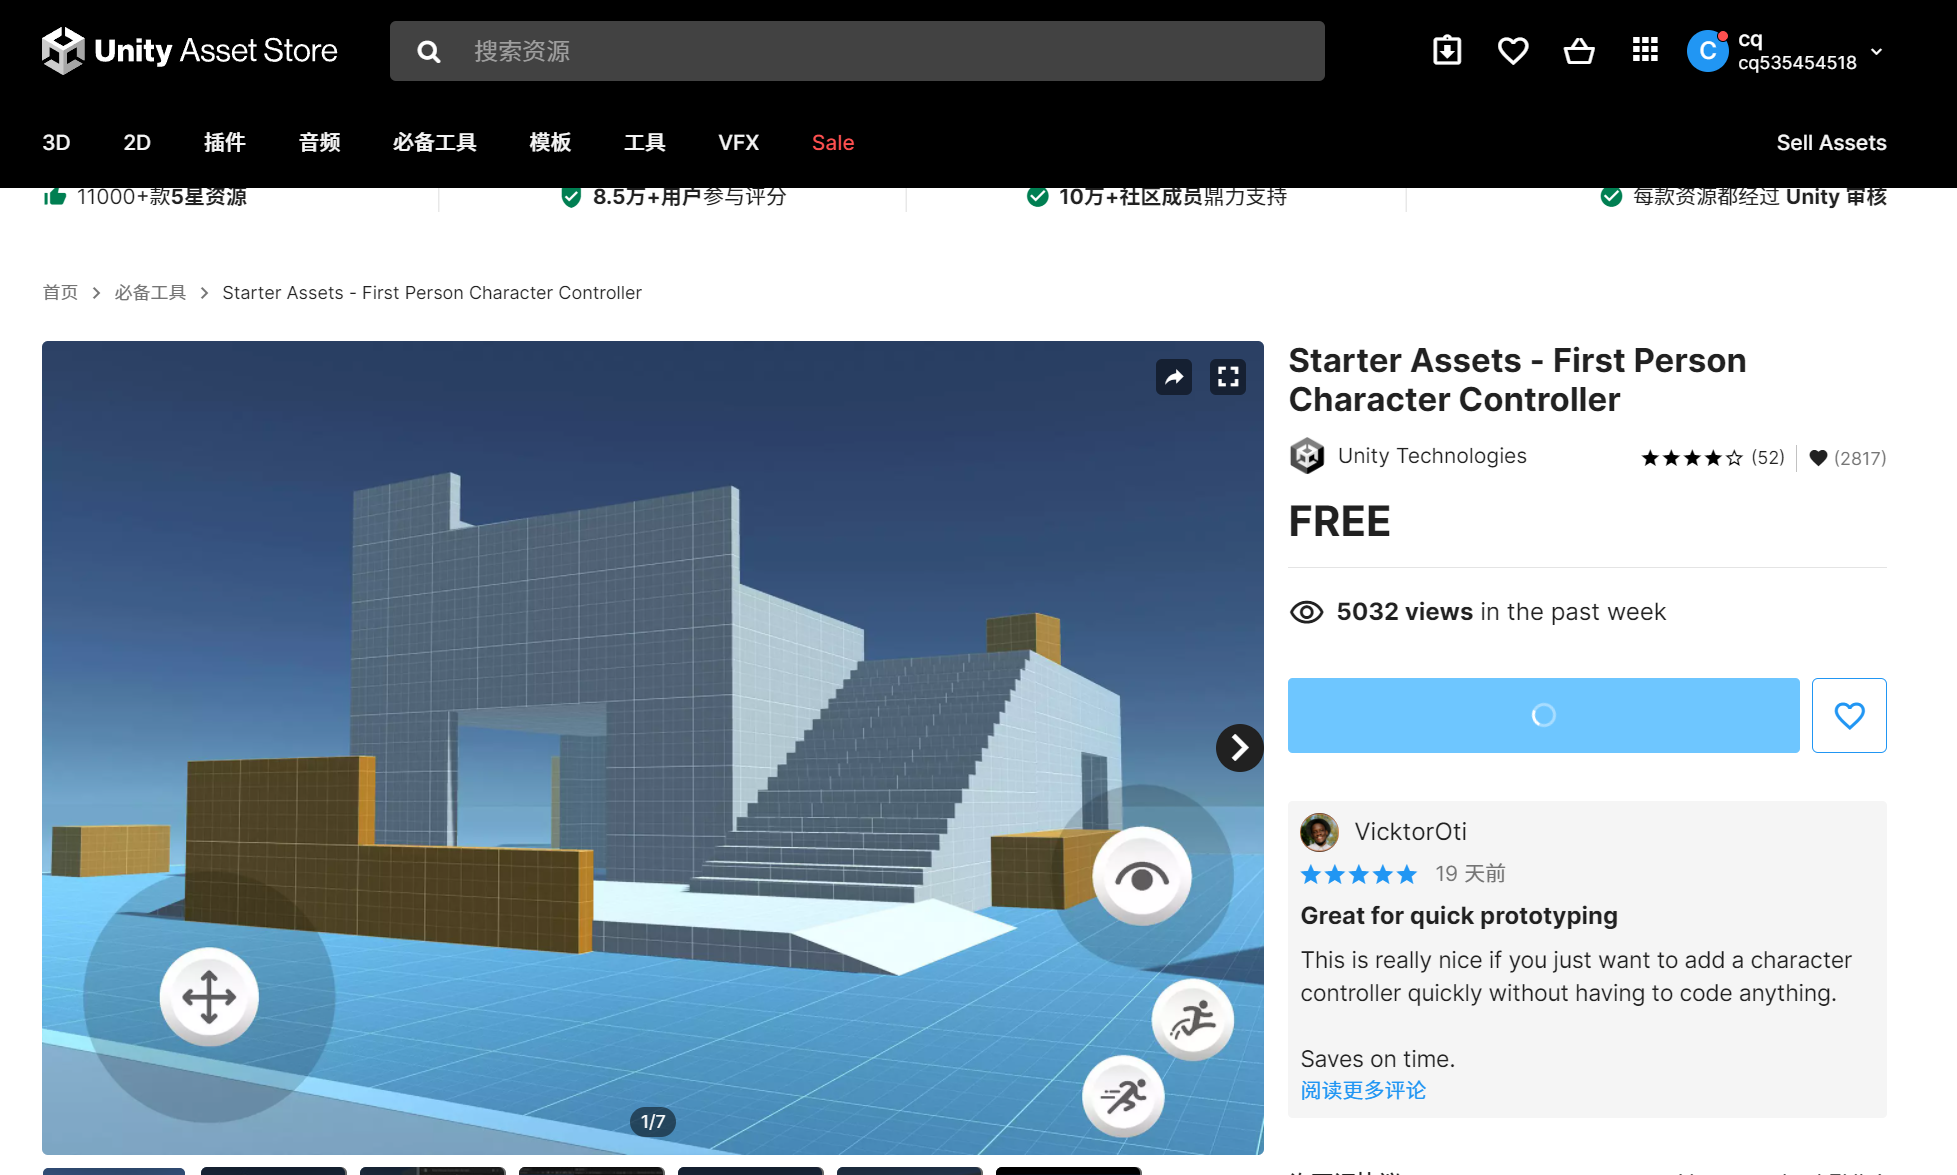 Unity Asset Store
搜索资源
C
cq
cq535454518
3D
2D
插件
音频
必备工具
模板
工具
VFX
Sale
Sell Assets
11000+款5星资源
8.5万+用户参与评分
10万+社区成员鼎力支持
每款资源都经过 Unity 审核
首页 > 必备工具 > Starter Assets - First Person Character Controller
Starter Assets - First Person
Character Controller
Unity Technologies
(52)
(2817)
FREE
5032 views in the past week
VicktorOti
19 天前
Great for quick prototyping
This is really nice if you just want to add a character
controller quickly without having to code anything.
Saves on time.
阅读更多评论
1/7